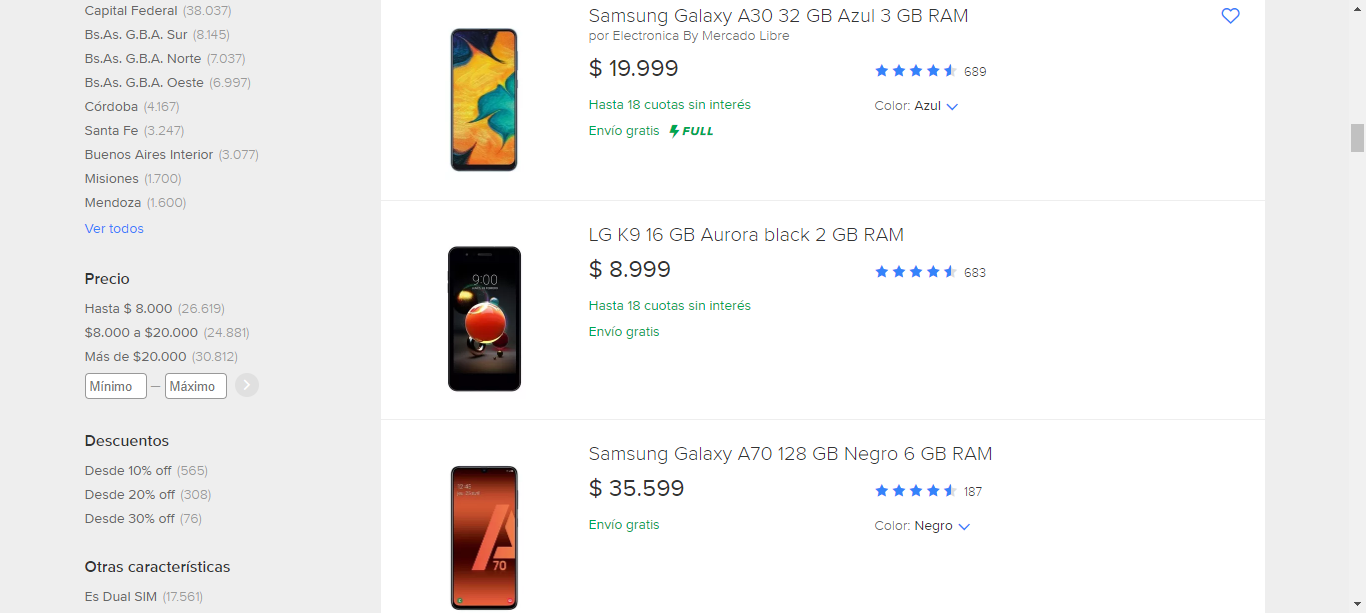 Capital Federal (38.037)
Bs.As. G.B.A. Sur (8.145)
Bs.As. G.B.A. Norte (7.037)
Bs.As. G.B.A. Oeste (6.997)
Córdoba (4.167)
Santa Fe (3.247)
Buenos Aires Interior (3.077)
Misiones (1.700)
Mendoza (1.600)
Ver todos
Precio
Hasta $ 8.000 (26.619)
$8.000 a $20.000 (24.881)
Más de $20.000 (30.812)
Mínimo – Máximo
Descuentos
Desde 10% off (565)
Desde 20% off (308)
Desde 30% off (76)
Otras características
Es Dual SIM (17.561)
Samsung Galaxy A30 32 GB Azul 3 GB RAM
por Electronica By Mercado Libre
$ 19.999
689
Hasta 18 cuotas sin interés
Color: Azul
Envío gratis FULL
LG K9 16 GB Aurora black 2 GB RAM
9:00
$ 8.999
683
Hasta 18 cuotas sin interés
Envío gratis
Samsung Galaxy A70 128 GB Negro 6 GB RAM
12:45
$ 35.599
187
Envío gratis
Color: Negro
A
70